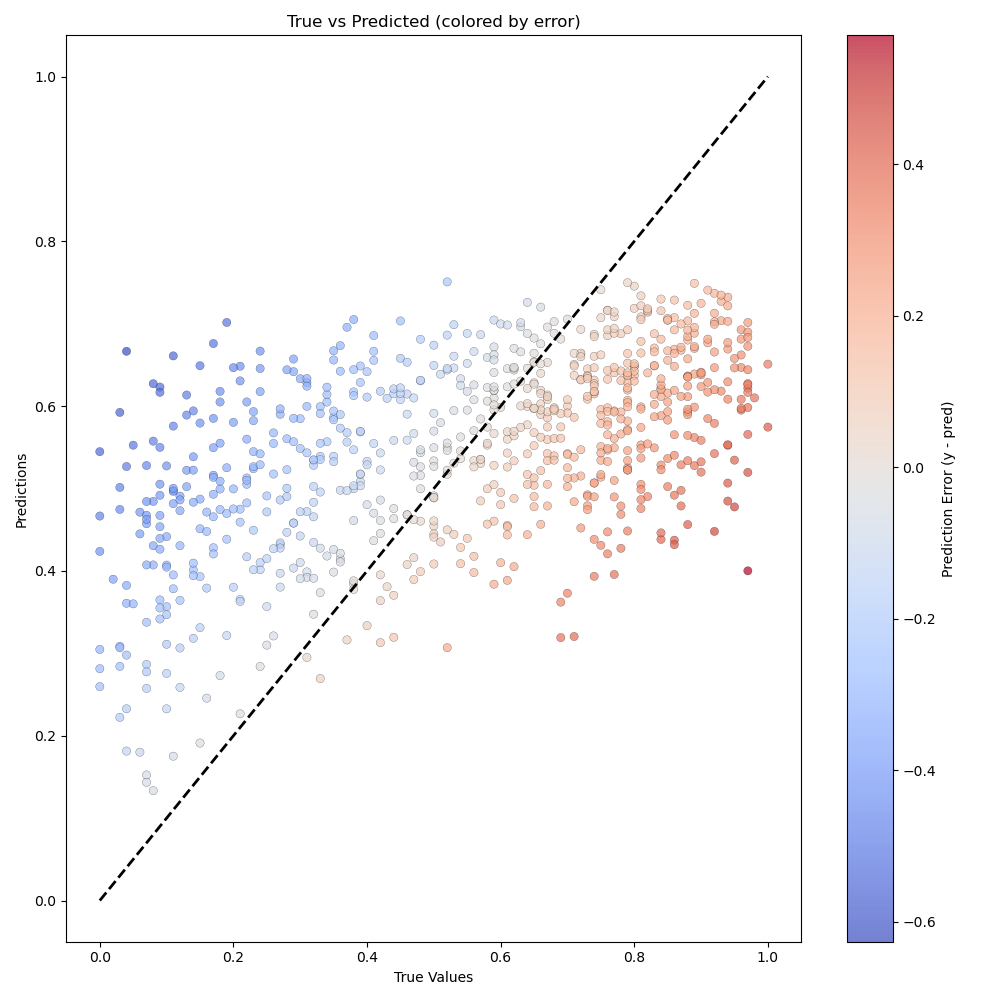 True vs Predicted (colored by error)
1.0
0.8
0.6
0.4
0.2
0.0
Predictions
0.0 0.2 0.4 0.6 0.8 1.0
True Values
0.4
0.2
0.0
−0.2
−0.4
−0.6
Prediction Error (y - pred)